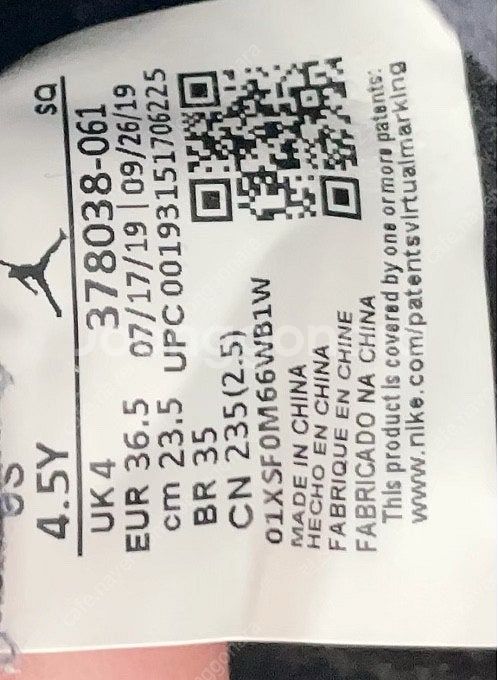 US
4.5Y SQ
UK 4 378038-061
EUR 36.5 07/17/19 | 09/26/19
cm 23.5 UPC 00193151706225
BR 35
CN 235(2.5)
01XSF0M66WB1W
MADE IN CHINA
HECHO EN CHINA
FABRIQUE EN CHINE
FABRICADO NA CHINA
This product is covered by one or more patents:
www.nike.com/patentsvirtualmarking